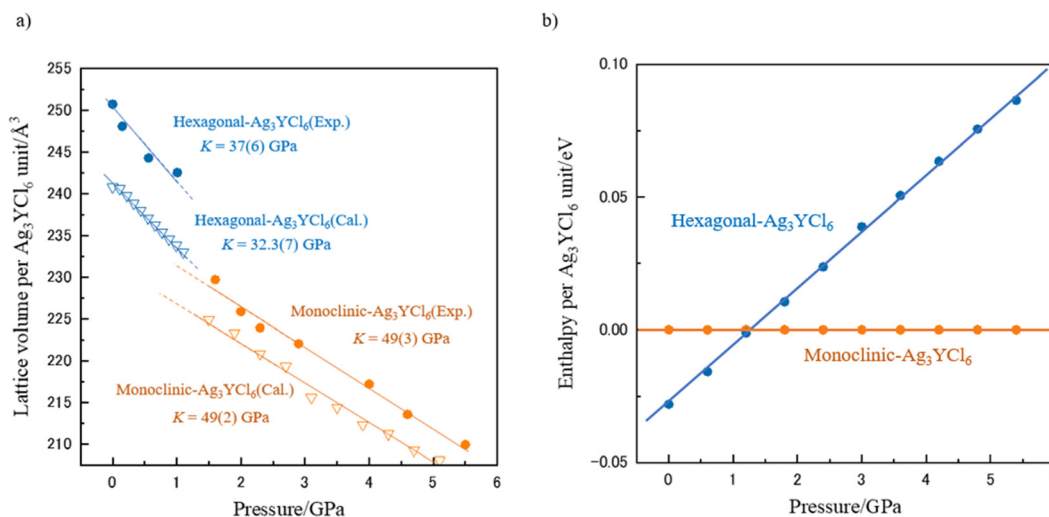 a)
Lattice volume per Ag₃YCl₆ unit/Å³
255
250
245
240
235
230
225
220
215
210
Hexagonal-Ag₃YCl₆(Exp.)
K = 37(6) GPa
Hexagonal-Ag₃YCl₆(Cal.)
K = 32.3(7) GPa
Monoclinic-Ag₃YCl₆(Exp.)
K = 49(3) GPa
Monoclinic-Ag₃YCl₆(Cal.)
K = 49(2) GPa
0 1 2 3 4 5 6
Pressure/GPa
b)
Enthalpy per Ag₃YCl₆ unit/eV
0.10
0.05
0.00
-0.05
Hexagonal-Ag₃YCl₆
Monoclinic-Ag₃YCl₆
0 1 2 3 4 5
Pressure/GPa